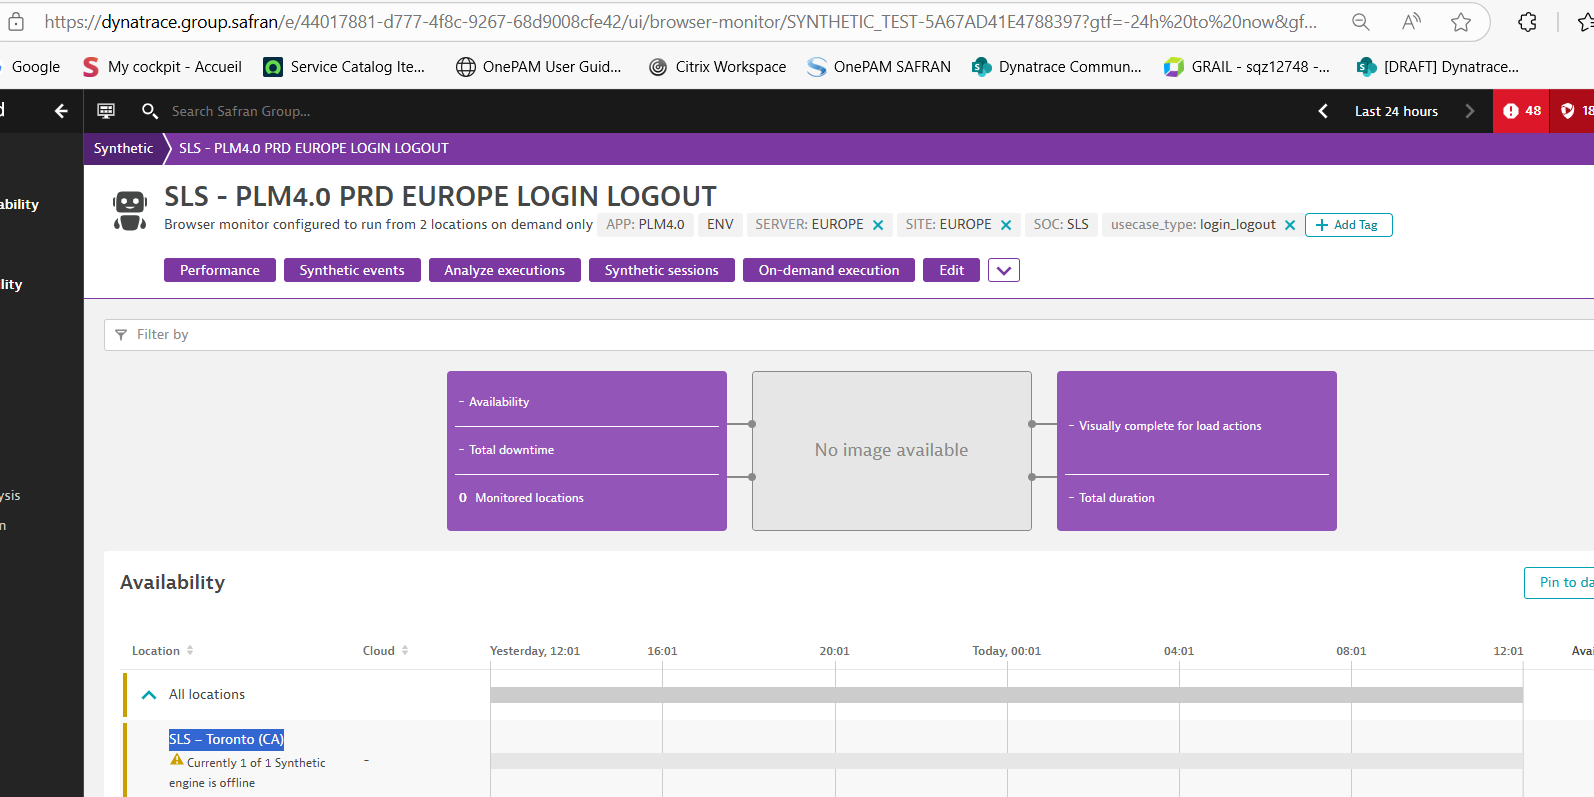 https://dynatrace.group.safran/e/44017881-d777-4f8c-9267-68d9008cfe42/ui/browser-monitor/SYNTHETIC_TEST-5A67AD41E4788397?gtf=-24h%20to%20now&gf...
Google My cockpit - Accueil Service Catalog Ite... OnePAM User Guid... Citrix Workspace OnePAM SAFRAN Dynatrace Commun... GRAIL - sqz12748 -... [DRAFT] Dynatrace...
d Search Safran Group... Last 24 hours 48 18
Synthetic SLS - PLM4.0 PRD EUROPE LOGIN LOGOUT
SLS - PLM4.0 PRD EUROPE LOGIN LOGOUT
ability
Browser monitor configured to run from 2 locations on demand only APP: PLM4.0 ENV SERVER: EUROPE SITE: EUROPE SOC: SLS usecase_type: login_logout Add Tag
Performance Synthetic events Analyze executions Synthetic sessions On-demand execution Edit
ility
Filter by
- Availability
- Total downtime
0 Monitored locations
No image available
- Visually complete for load actions
- Total duration
ysis
n
Availability
Pin to da
Location Cloud Yesterday, 12:01 16:01 20:01 Today, 00:01 04:01 08:01 12:01 Avai
All locations
SLS – Toronto (CA)
Currently 1 of 1 Synthetic
engine is offline
-